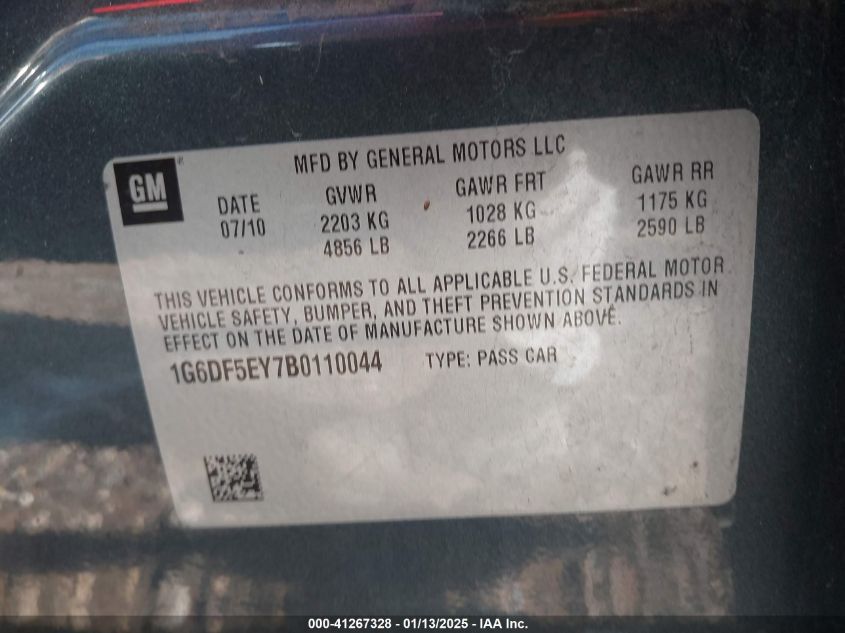 GM
MFD BY GENERAL MOTORS LLC
DATE GVWR GAWR FRT GAWR RR
07/10 2203 KG 1028 KG 1175 KG
4856 LB 2266 LB 2590 LB
THIS VEHICLE CONFORMS TO ALL APPLICABLE U.S. FEDERAL MOTOR
VEHICLE SAFETY, BUMPER, AND THEFT PREVENTION STANDARDS IN
EFFECT ON THE DATE OF MANUFACTURE SHOWN ABOVE.
1G6DF5EY7B0110044 TYPE: PASS CAR
000-41267328 — 01/13/2025 — IAA Inc.